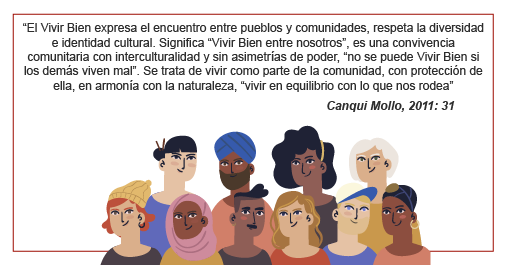 “El Vivir Bien expresa el encuentro entre pueblos y comunidades, respeta la diversidad
e identidad cultural. Significa “Vivir Bien entre nosotros”, es una convivencia
comunitaria con interculturalidad y sin asimetrías de poder, “no se puede Vivir Bien si
los demás viven mal”. Se trata de vivir como parte de la comunidad, con protección de
ella, en armonía con la naturaleza, “vivir en equilibrio con lo que nos rodea”
Canqui Mollo, 2011: 31